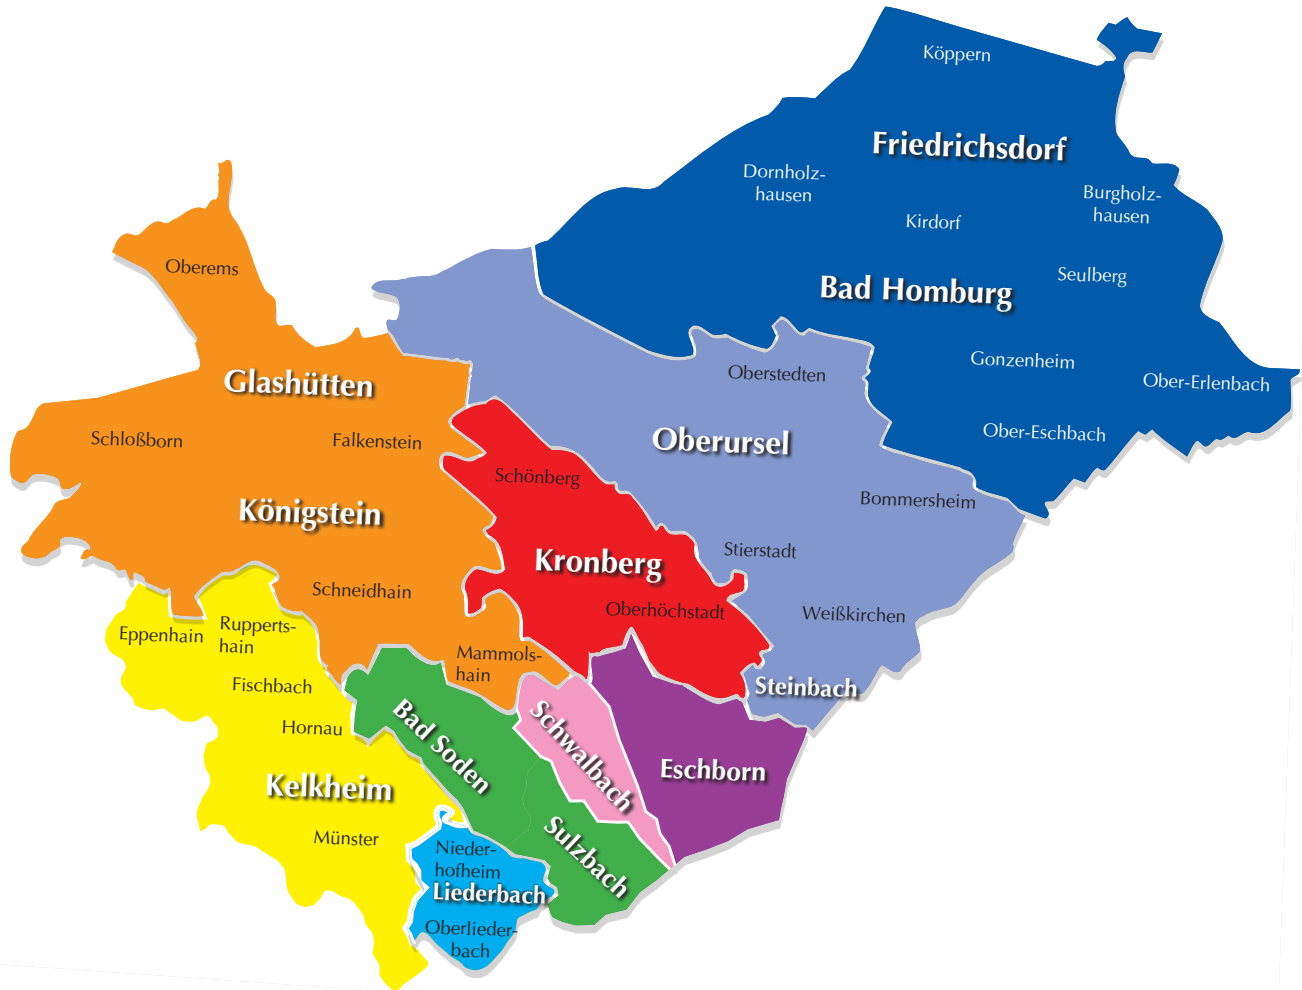 Köppern
Friedrichsdorf
Dornholz-
hausen
Burgholz-
hausen
Kirdorf
Oberems
Seulberg
Bad Homburg
Gonzenheim
Oberstedten
Ober-Erlenbach
Glashütten
Ober-Eschbach
Schloßborn
Falkenstein
Oberursel
Schönberg
Bommersheim
Königstein
Stierstadt
Kronberg
Schneidhain
Oberhöchstadt
Weißkirchen
Eppenhain
Rupperts-
hain
Mammols-
hain
Fischbach
Steinbach
Hornau
Bad Soden
Schwalbach
Eschborn
Kelkheim
Münster
Sulzbach
Nieder-
hofheim
Liederbach
Oberlieder-
bach